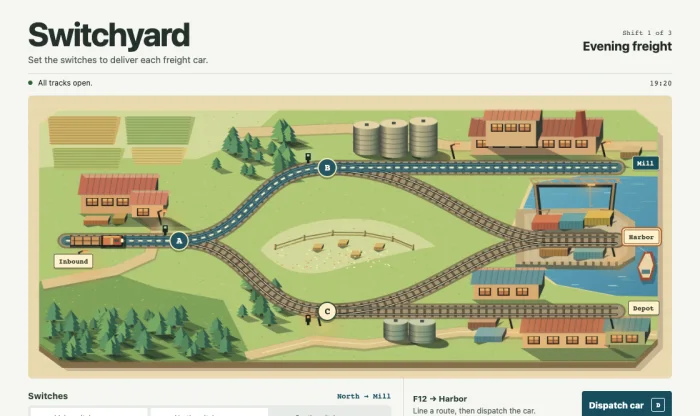 Switchyard
Set the switches to deliver each freight car.
Shift 1 of 3
Evening freight
All tracks open.
19:20
B
Mill
A
Harbor
Inbound
C
Depot
Switches
North → Mill
F12 → Harbor
Line a route, then dispatch the car.
Dispatch car
D